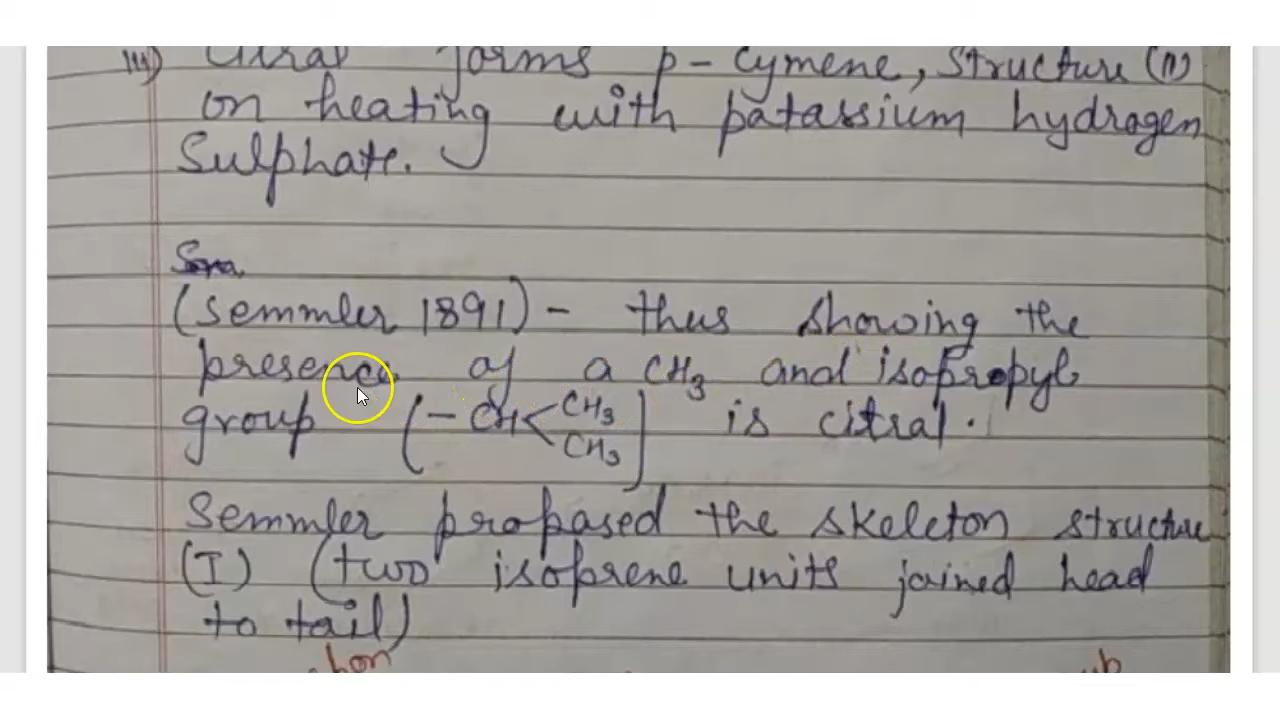 iii) Citral forms p - Cymene, Structure (II)
on heating with patassium hydrogen
Sulphate.
(Semmler 1891) - thus showing the
presence of a CH3 and isopropyl
group (- CH < CH3
CH3) is citral.
Semmler propased the skeleton structure
(I) (two isoprene units joined head
to tail)